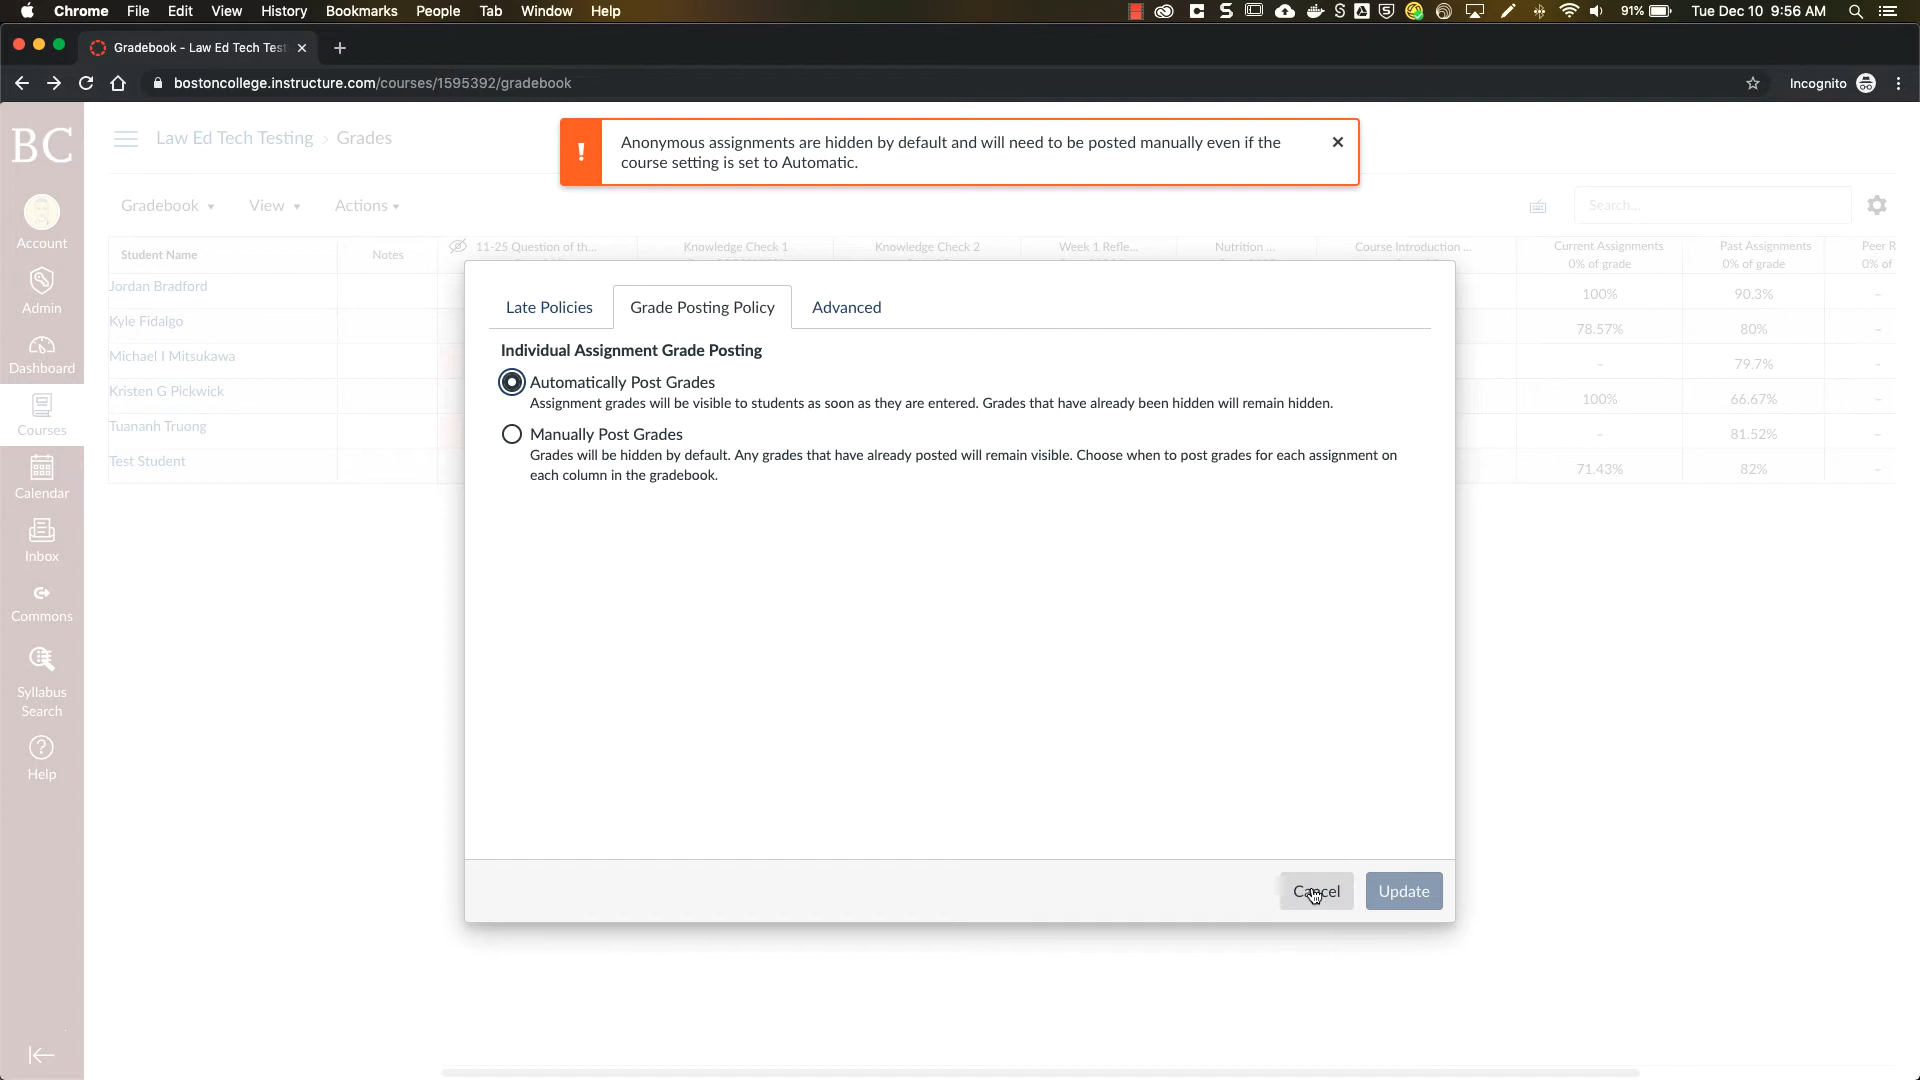 Chrome File Edit View History Bookmarks People Tab Window Help 91% Tue Dec 10 9:56 AM
Gradebook - Law Ed Tech Test
bostoncollege.instructure.com/courses/1595392/gradebook
Incognito
BC
Law Ed Tech Testing › Grades
Anonymous assignments are hidden by default and will need to be posted manually even if the
course setting is set to Automatic.
Gradebook View Actions Search...
Account
Admin
Dashboard
Courses
Calendar
Inbox
Commons
Syllabus
Search
Help
Student Name Notes 11-25 Question of th... Knowledge Check 1 Knowledge Check 2 Week 1 Refle... Nutrition ... Course Introduction ... Current Assignments Past Assignments Peer R
0% of grade 0% of grade 0% of
Jordan Bradford 100% 90.3% –
Kyle Fidalgo 78.57% 80% –
Michael I Mitsukawa – 79.7% –
Kristen G Pickwick 100% 66.67% –
Tuananh Truong – 81.52% –
Test Student 71.43% 82% –
Late Policies Grade Posting Policy Advanced
Individual Assignment Grade Posting
Automatically Post Grades
Assignment grades will be visible to students as soon as they are entered. Grades that have already been hidden will remain hidden.
Manually Post Grades
Grades will be hidden by default. Any grades that have already posted will remain visible. Choose when to post grades for each assignment on
each column in the gradebook.
Cancel Update